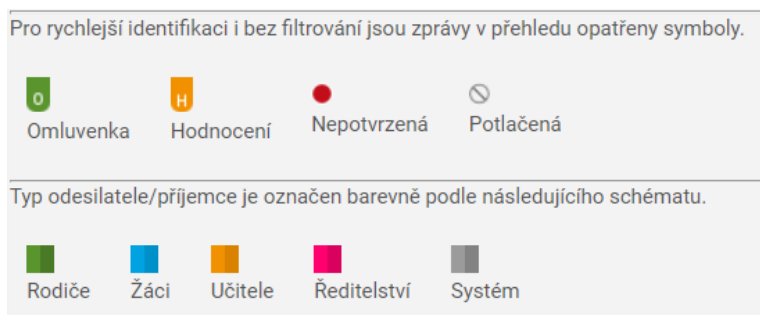 Pro rychlejší identifikaci i bez filtrování jsou zprávy v přehledu opatřeny symboly.
O H
Omluvenka Hodnocení Nepotvrzená Potlačená
Typ odesilatele/příjemce je označen barevně podle následujícího schématu.
Rodiče Žáci Učitele Ředitelství Systém